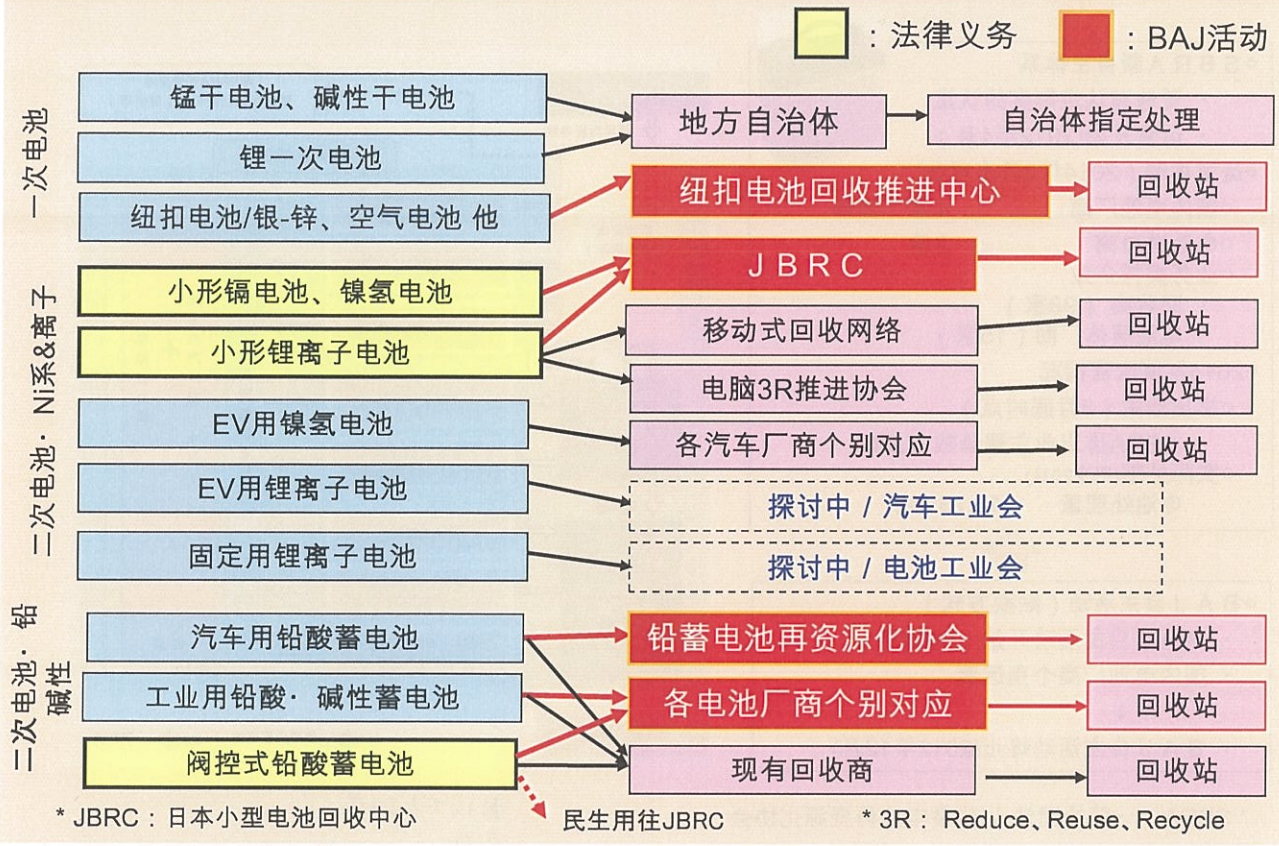 ：法律义务
：BAJ活动
一次电池
锰干电池、碱性干电池
地方自治体
自治体指定处理
锂一次电池
纽扣电池/银-锌、空气电池 他
纽扣电池回收推进中心
回收站
二次电池·Ni系&离子
小形镉电池、镍氢电池
JBRC
回收站
小形锂离子电池
移动式回收网络
回收站
电脑3R推进协会
回收站
EV用镍氢电池
各汽车厂商个别对应
回收站
EV用锂离子电池
探讨中 / 汽车工业会
固定用锂离子电池
探讨中 / 电池工业会
二次电池·铅
碱性
汽车用铅酸蓄电池
铅蓄电池再资源化协会
回收站
工业用铅酸·碱性蓄电池
各电池厂商个别对应
回收站
阀控式铅酸蓄电池
现有回收商
回收站
* JBRC：日本小型电池回收中心
民生用往JBRC
* 3R： Reduce、Reuse、Recycle